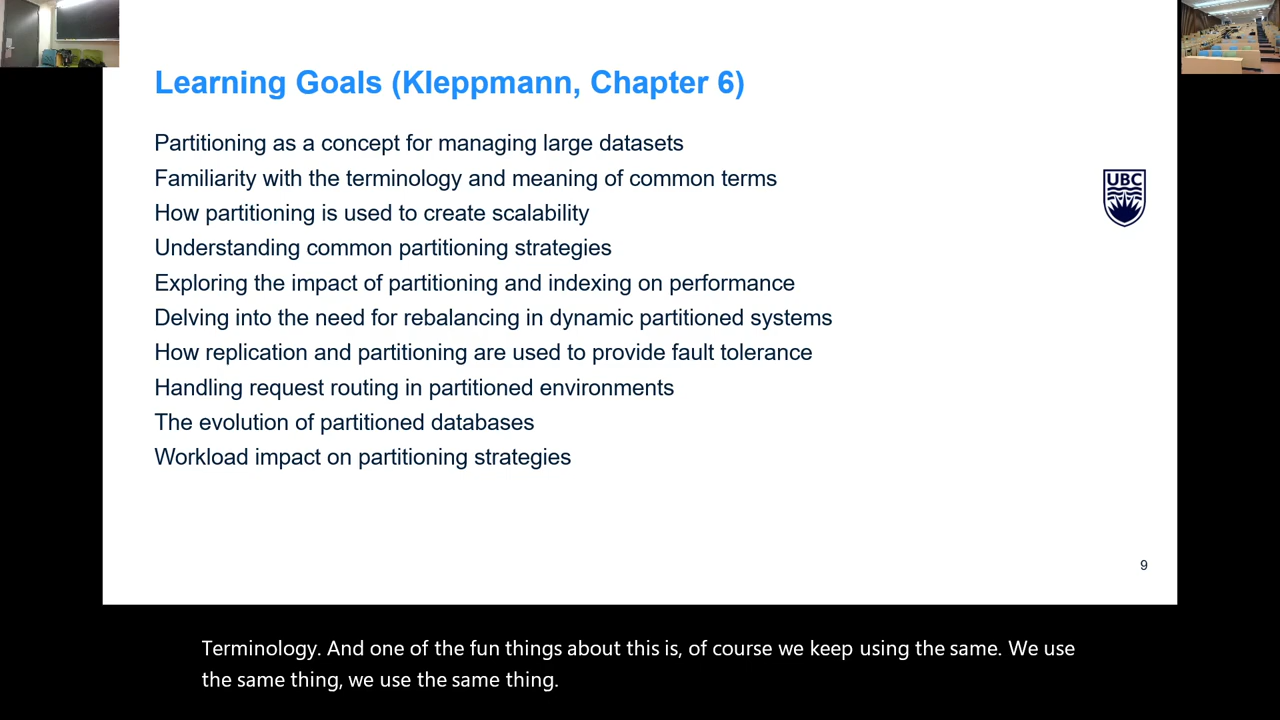 Learning Goals (Kleppmann, Chapter 6)
Partitioning as a concept for managing large datasets
Familiarity with the terminology and meaning of common terms
How partitioning is used to create scalability
UBC
Understanding common partitioning strategies
Exploring the impact of partitioning and indexing on performance
Delving into the need for rebalancing in dynamic partitioned systems
How replication and partitioning are used to provide fault tolerance
Handling request routing in partitioned environments
The evolution of partitioned databases
Workload impact on partitioning strategies
9
Terminology. And one of the fun things about this is, of course we keep using the same. We use
the same thing, we use the same thing.